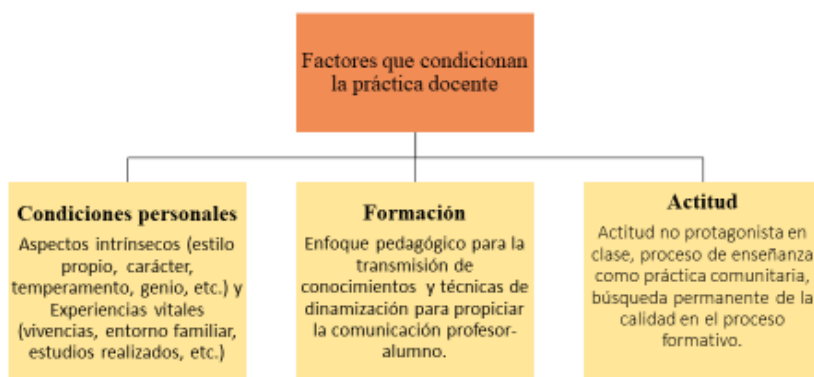 Factores que condicionan
la práctica docente
Condiciones personales
Aspectos intrínsecos (estilo
propio, carácter,
temperamento, genio, etc.) y
Experiencias vitales
(vivencias, entorno familiar,
estudios realizados, etc.)
Formación
Enfoque pedagógico para la
transmisión de
conocimientos y técnicas de
dinamización para propiciar
la comunicación profesor-
alumno.
Actitud
Actitud no protagonista en
clase, proceso de enseñanza
como práctica comunitaria,
búsqueda permanente de la
calidad en el proceso
formativo.